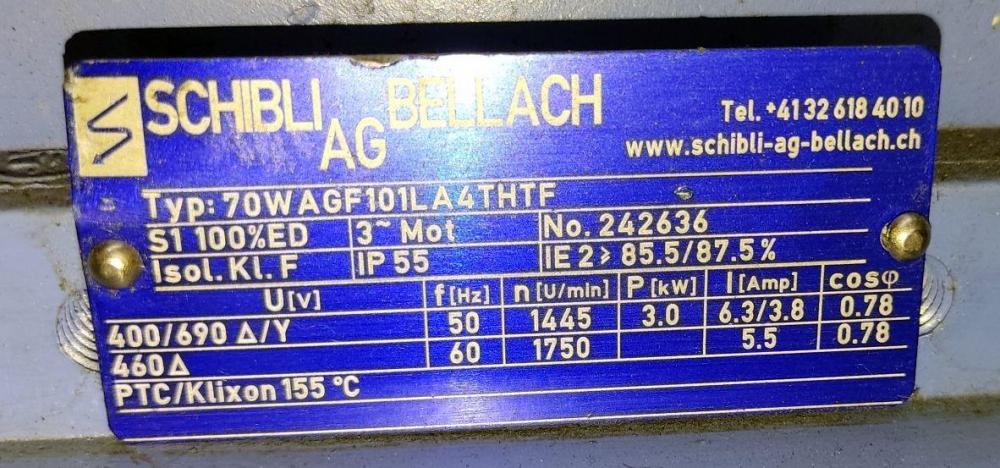 SCHIBLI AG BELLACH
Tel. +41 32 618 40 10
www.schibli-ag-bellach.ch
Typ: 70WAGF101LA4THTF
S1 100%ED 3~ Mot No. 242636
Isol. Kl. F IP 55 IE 2 ≥ 85.5/87.5%
U [V] f [Hz] n [U/min] P [kW] I [Amp] cosφ
400/690 Δ/Y 50 1445 3.0 6.3/3.8 0.78
460Δ 60 1750 5.5 0.78
PTC/Klixon 155 °C